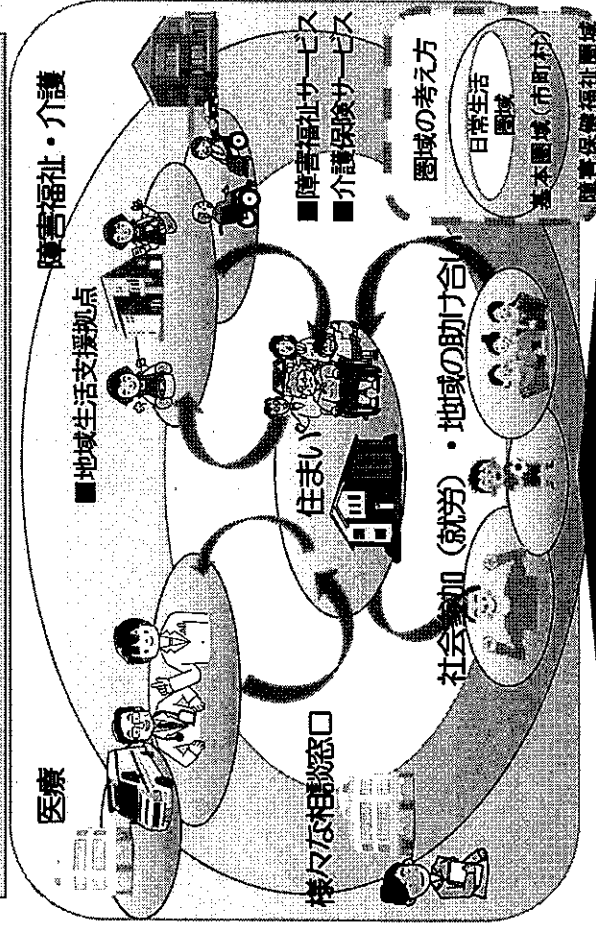 医療
障害福祉・介護
■地域生活支援拠点
■障害福祉サービス
■介護保険サービス
住まい
様々な相談窓口
社会参加（就労）・地域の助け合い
圏域の考え方
日常生活
圏域
基本圏域（市町村）
障害保健福祉圏域